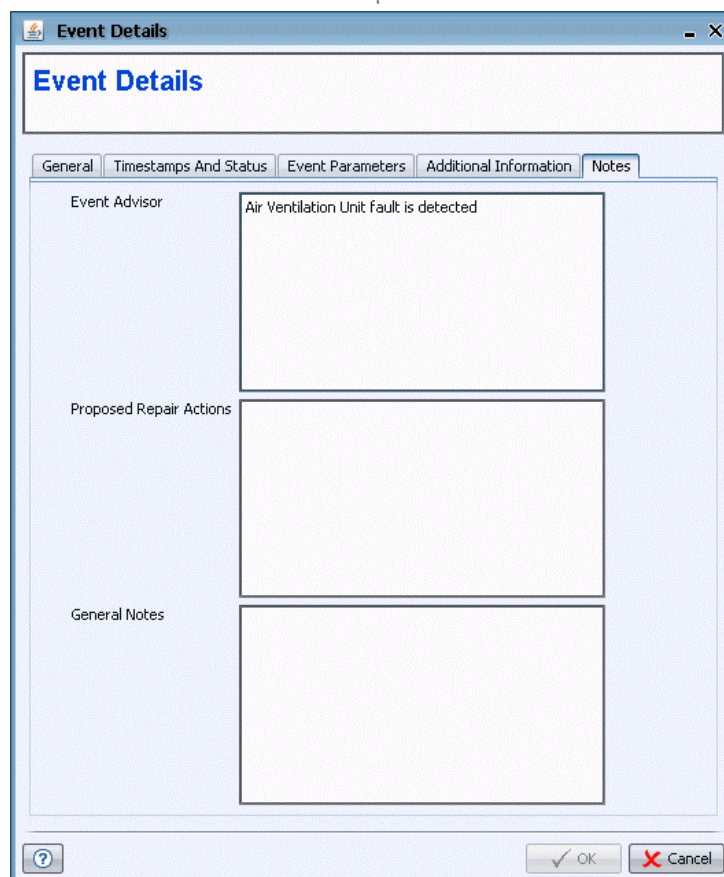 Event Details
Event Details
General Timestamps And Status Event Parameters Additional Information Notes
Event Advisor
Air Ventilation Unit fault is detected
Proposed Repair Actions
General Notes
? OK Cancel